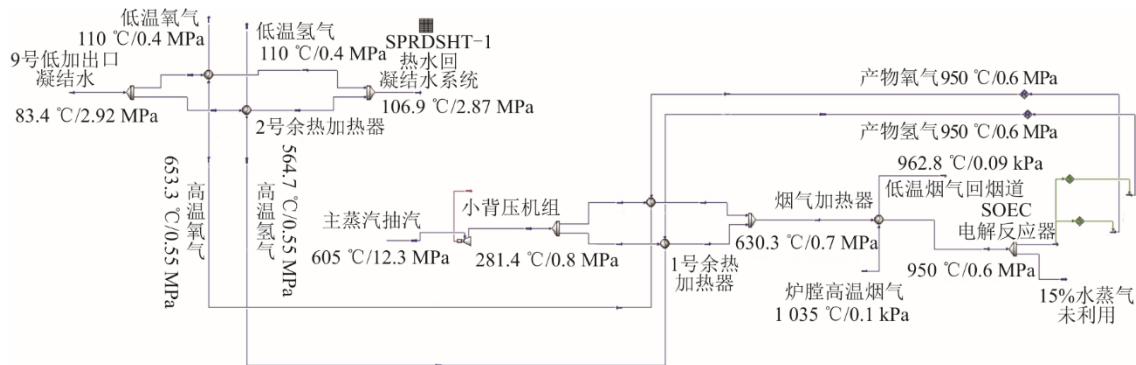 低温氧气
110 ℃/0.4 MPa
低温氢气
110 ℃/0.4 MPa
SPRDSHT-1
热水回
凝结水系统
106.9 ℃/2.87 MPa
9号低加出口
凝结水
83.4 ℃/2.92 MPa
2号余热加热器
653.3 ℃/0.55 MPa
高温氧气
564.7 ℃/0.55 MPa
高温氢气
主蒸汽抽汽
605 ℃/12.3 MPa
小背压机组
281.4 ℃/0.8 MPa
1号余热
加热器
630.3 ℃/0.7 MPa
产物氧气950 ℃/0.6 MPa
产物氢气950 ℃/0.6 MPa
962.8 ℃/0.09 kPa
烟气加热器
低温烟气回烟道
SOEC
电解反应器
950 ℃/0.6 MPa
炉膛高温烟气
1 035 ℃/0.1 kPa
15%水蒸气
未利用